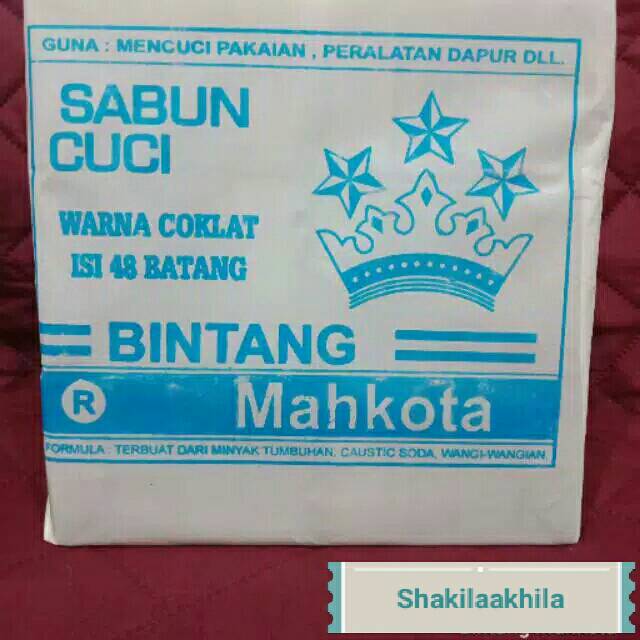 GUNA : MENCUCI PAKAIAN , PERALATAN DAPUR DLL.
SABUN
CUCI
WARNA COKLAT
ISI 48 BATANG
BINTANG
R
Mahkota
FORMULA : TERBUAT DARI MINYAK TUMBUHAN, CAUSTIC SODA, WANGI-WANGIAN
Shakilaakhila